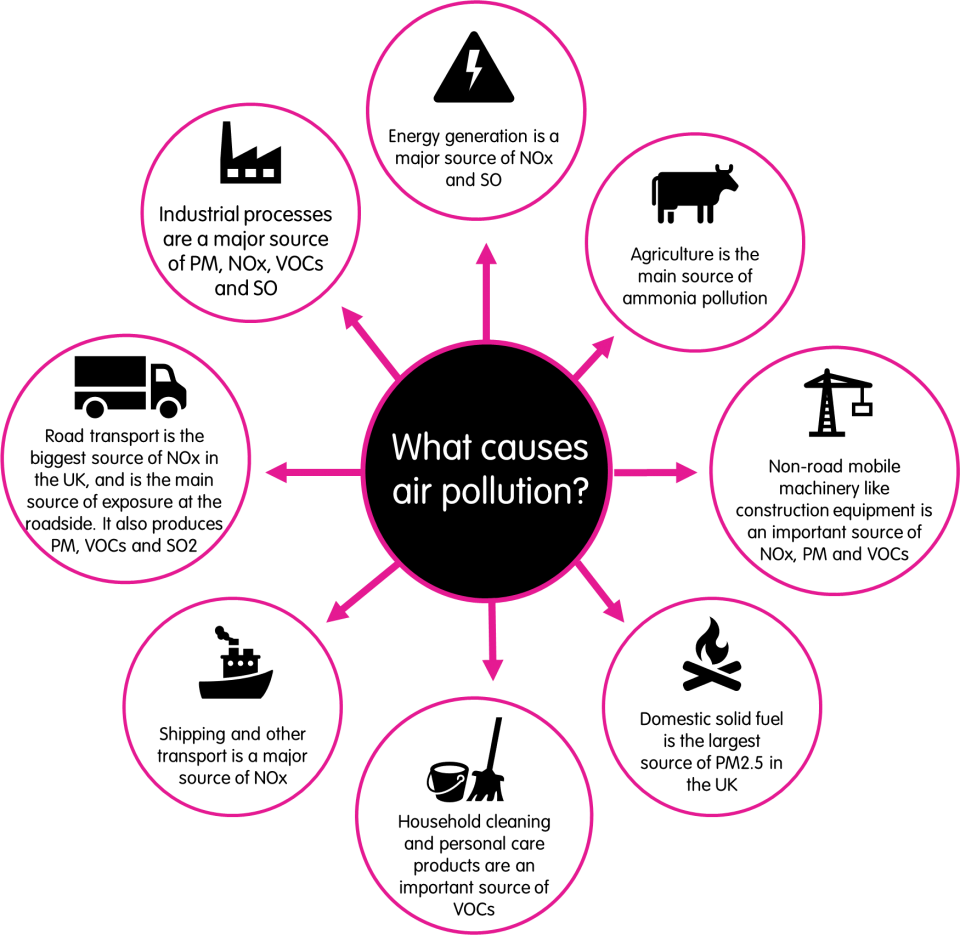 Energy generation is a
major source of NOx
and SO
Industrial processes
are a major source
of PM, NOx, VOCs
and SO
Agriculture is the
main source of
ammonia pollution
Road transport is the
biggest source of NOx in
the UK, and is the main
source of exposure at the
roadside. It also produces
PM, VOCs and SO2
What causes
air pollution?
Non-road mobile
machinery like
construction equipment is
an important source of
NOx, PM and VOCs
Shipping and other
transport is a major
source of NOx
Domestic solid fuel
is the largest
source of PM2.5 in
the UK
Household cleaning
and personal care
products are an
important source of
VOCs